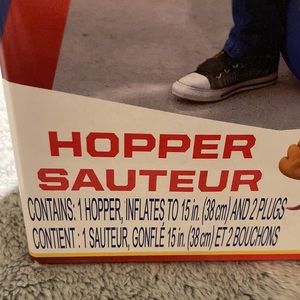 HOPPER
SAUTEUR
CONTAINS: 1 HOPPER, INFLATES TO 15 in. (38 cm) AND 2 PLUGS
CONTIENT : 1 SAUTEUR, GONFLÉ 15 in. (38 cm) ET 2 BOUCHONS